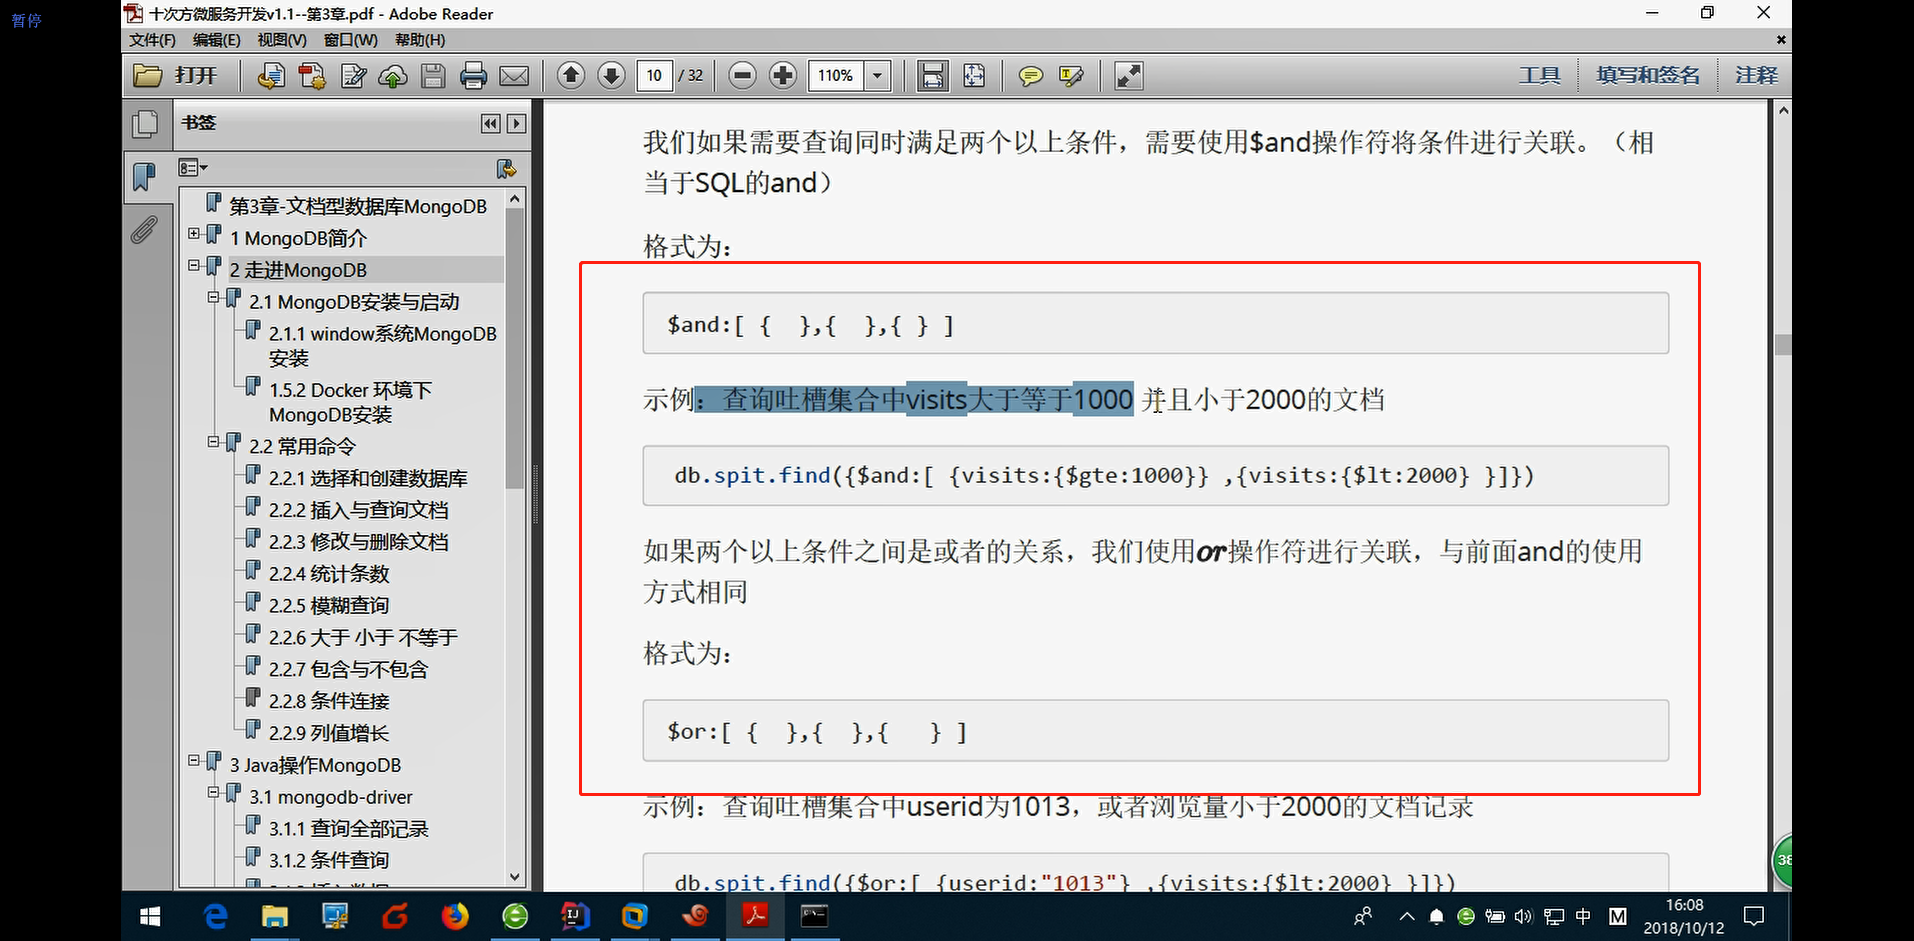 暂停
十次方微服务开发v1.1--第3章.pdf - Adobe Reader
文件(F) 编辑(E) 视图(V) 窗口(W) 帮助(H)
打开 10 / 32 110% 工具 填写和签名 注释
书签
第3章-文档型数据库MongoDB
1 MongoDB简介
2 走进MongoDB
2.1 MongoDB安装与启动
2.1.1 window系统MongoDB
安装
1.5.2 Docker 环境下
MongoDB安装
2.2 常用命令
2.2.1 选择和创建数据库
2.2.2 插入与查询文档
2.2.3 修改与删除文档
2.2.4 统计条数
2.2.5 模糊查询
2.2.6 大于 小于 不等于
2.2.7 包含与不包含
2.2.8 条件连接
2.2.9 列值增长
3 Java操作MongoDB
3.1 mongodb-driver
3.1.1 查询全部记录
3.1.2 条件查询
我们如果需要查询同时满足两个以上条件，需要使用$and操作符将条件进行关联。（相
当于SQL的and）
格式为：
$and:[ {  },{  },{ } ]
示例：查询吐槽集合中visits大于等于1000 并且小于2000的文档
db.spit.find({$and:[ {visits:{$gte:1000}} ,{visits:{$lt:2000} }]})
如果两个以上条件之间是或者的关系，我们使用or操作符进行关联，与前面and的使用
方式相同
格式为：
$or:[ {  },{  },{   } ]
示例：查询吐槽集合中userid为1013，或者浏览量小于2000的文档记录
db.spit.find({$or:[ {userid:"1013"} ,{visits:{$lt:2000} }]})
38
中 M
16:08
2018/10/12